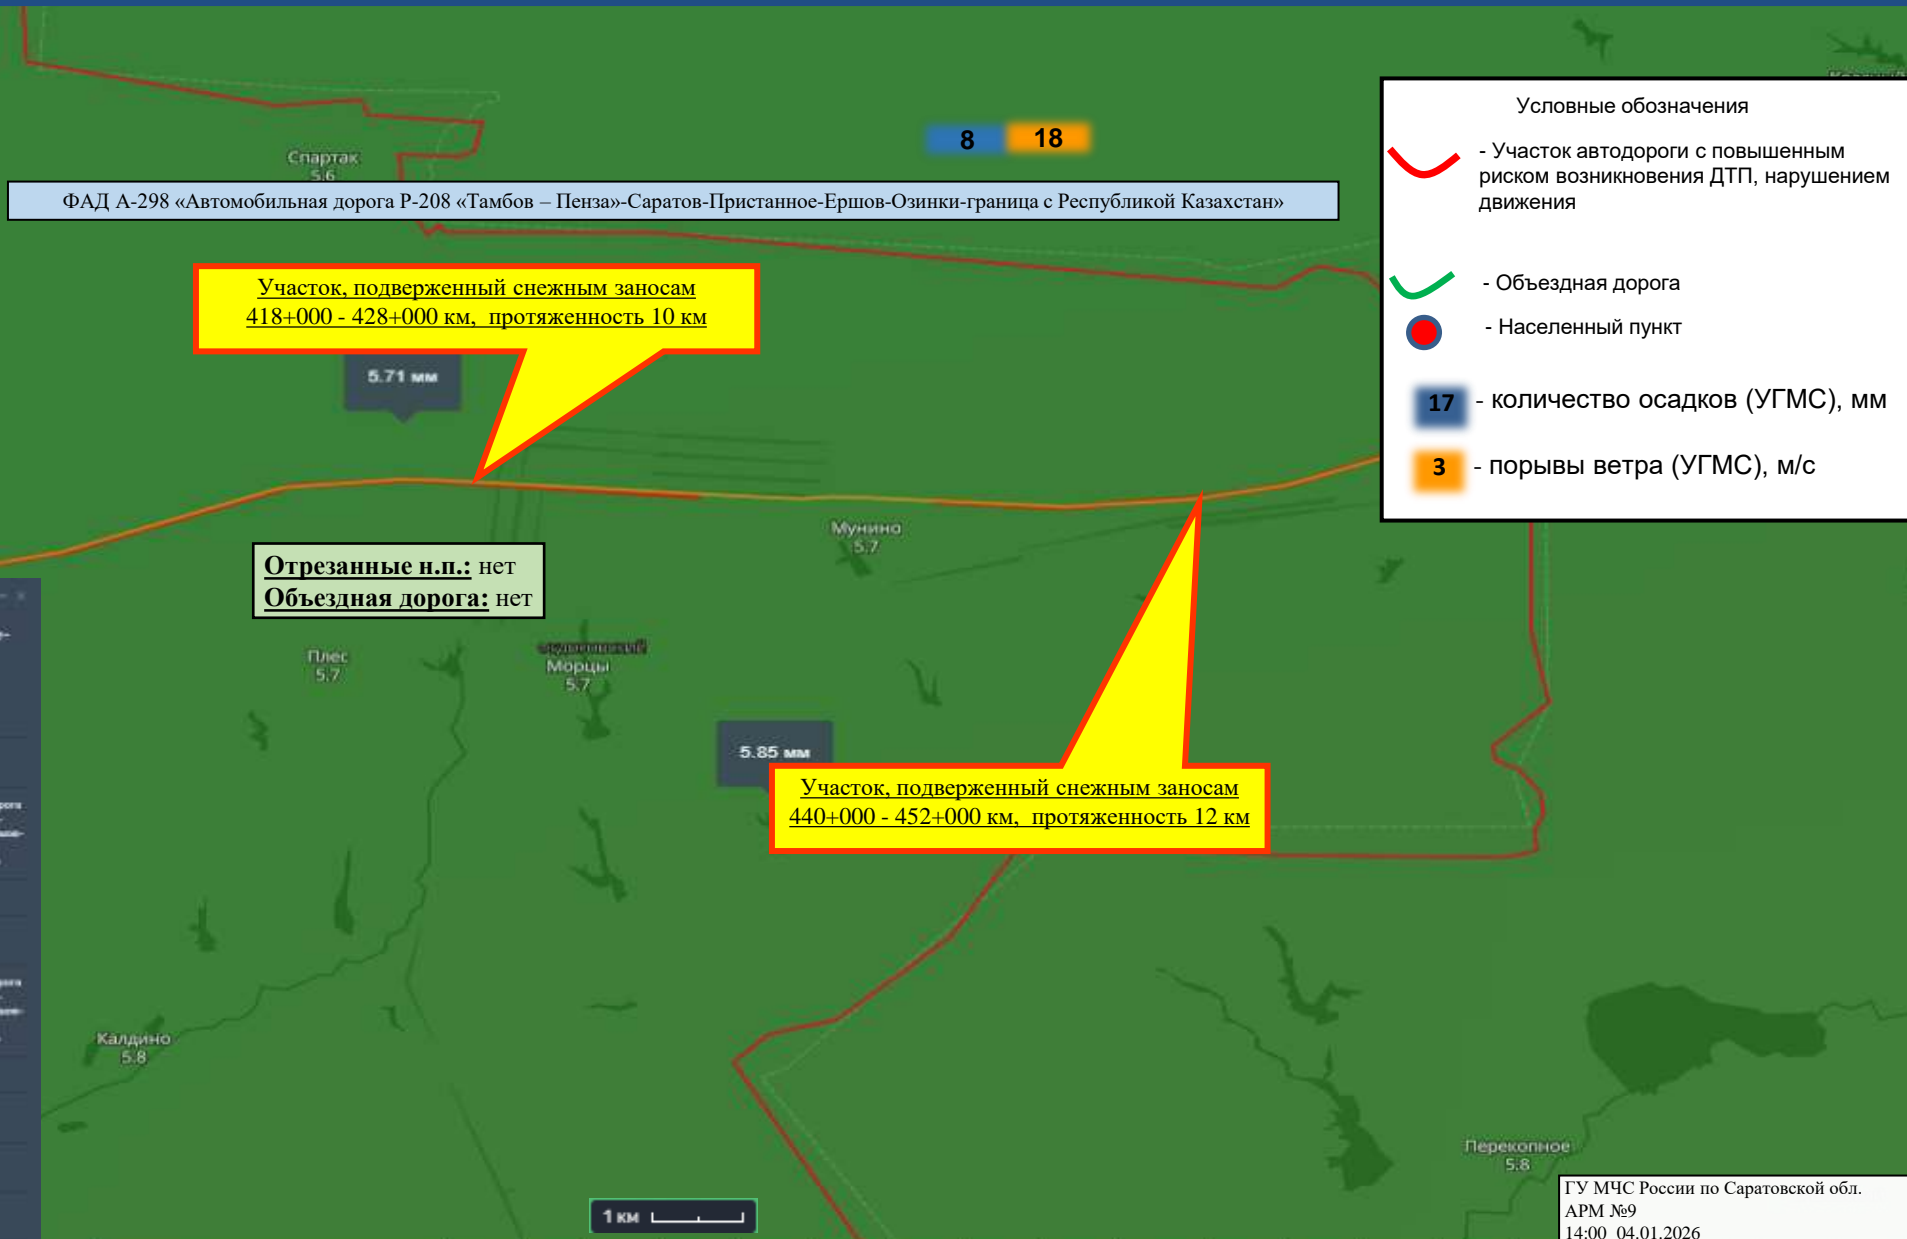 Спартак
5.6
8 18
ФАД А-298 «Автомобильная дорога Р-208 «Тамбов – Пенза»-Саратов-Пристанное-Ершов-Озинки-граница с Республикой Казахстан»
Условные обозначения
- Участок автодороги с повышенным
риском возникновения ДТП, нарушением
движения
- Объездная дорога
- Населенный пункт
17 - количество осадков (УГМС), мм
3 - порывы ветра (УГМС), м/с
Участок, подверженный снежным заносам
418+000 - 428+000 км, протяженность 10 км
5.71 мм
Мунино
5.7
Отрезанные н.п.: нет
Объездная дорога: нет
Плес
5.7
Морцы
5.7
5.85 мм
Участок, подверженный снежным заносам
440+000 - 452+000 км, протяженность 12 км
Калдино
5.8
Перекопное
5.8
1 км
ГУ МЧС России по Саратовской обл.
АРМ №9
14:00 04.01.2026